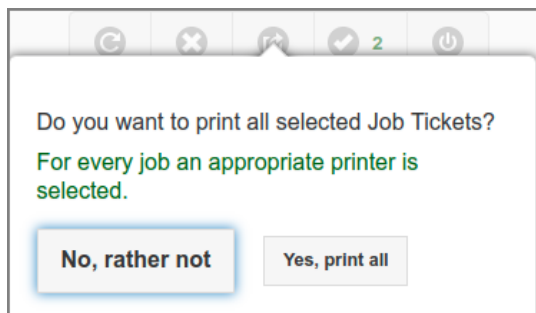 2
Do you want to print all selected Job Tickets?
For every job an appropriate printer is
selected.
No, rather not
Yes, print all